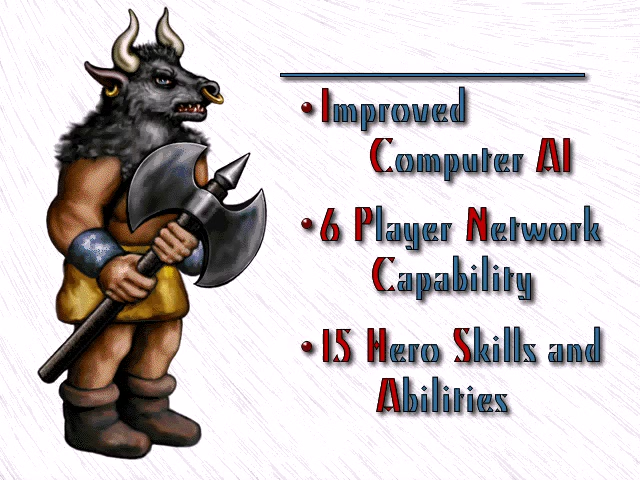 • Improved
Computer AI
• 6 Player Network
Capability
• 15 Hero Skills and
Abilities